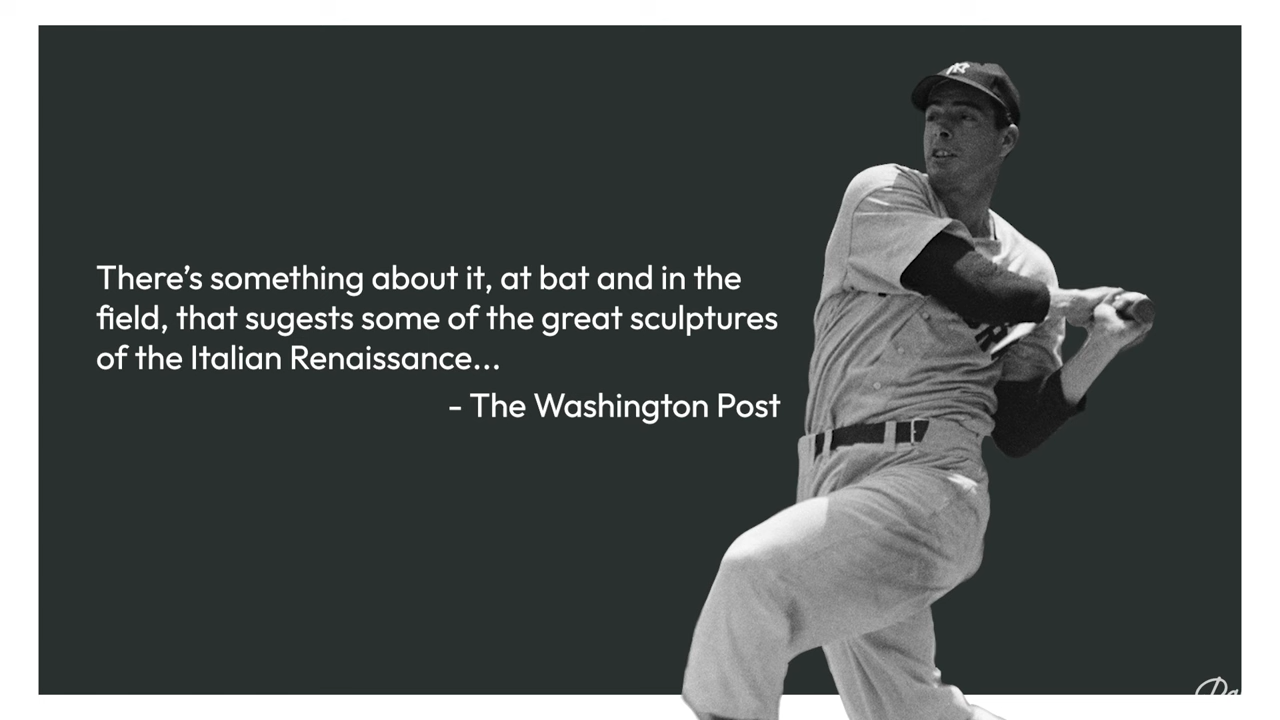 There’s something about it, at bat and in the
field, that sugests some of the great sculptures
of the Italian Renaissance...
- The Washington Post